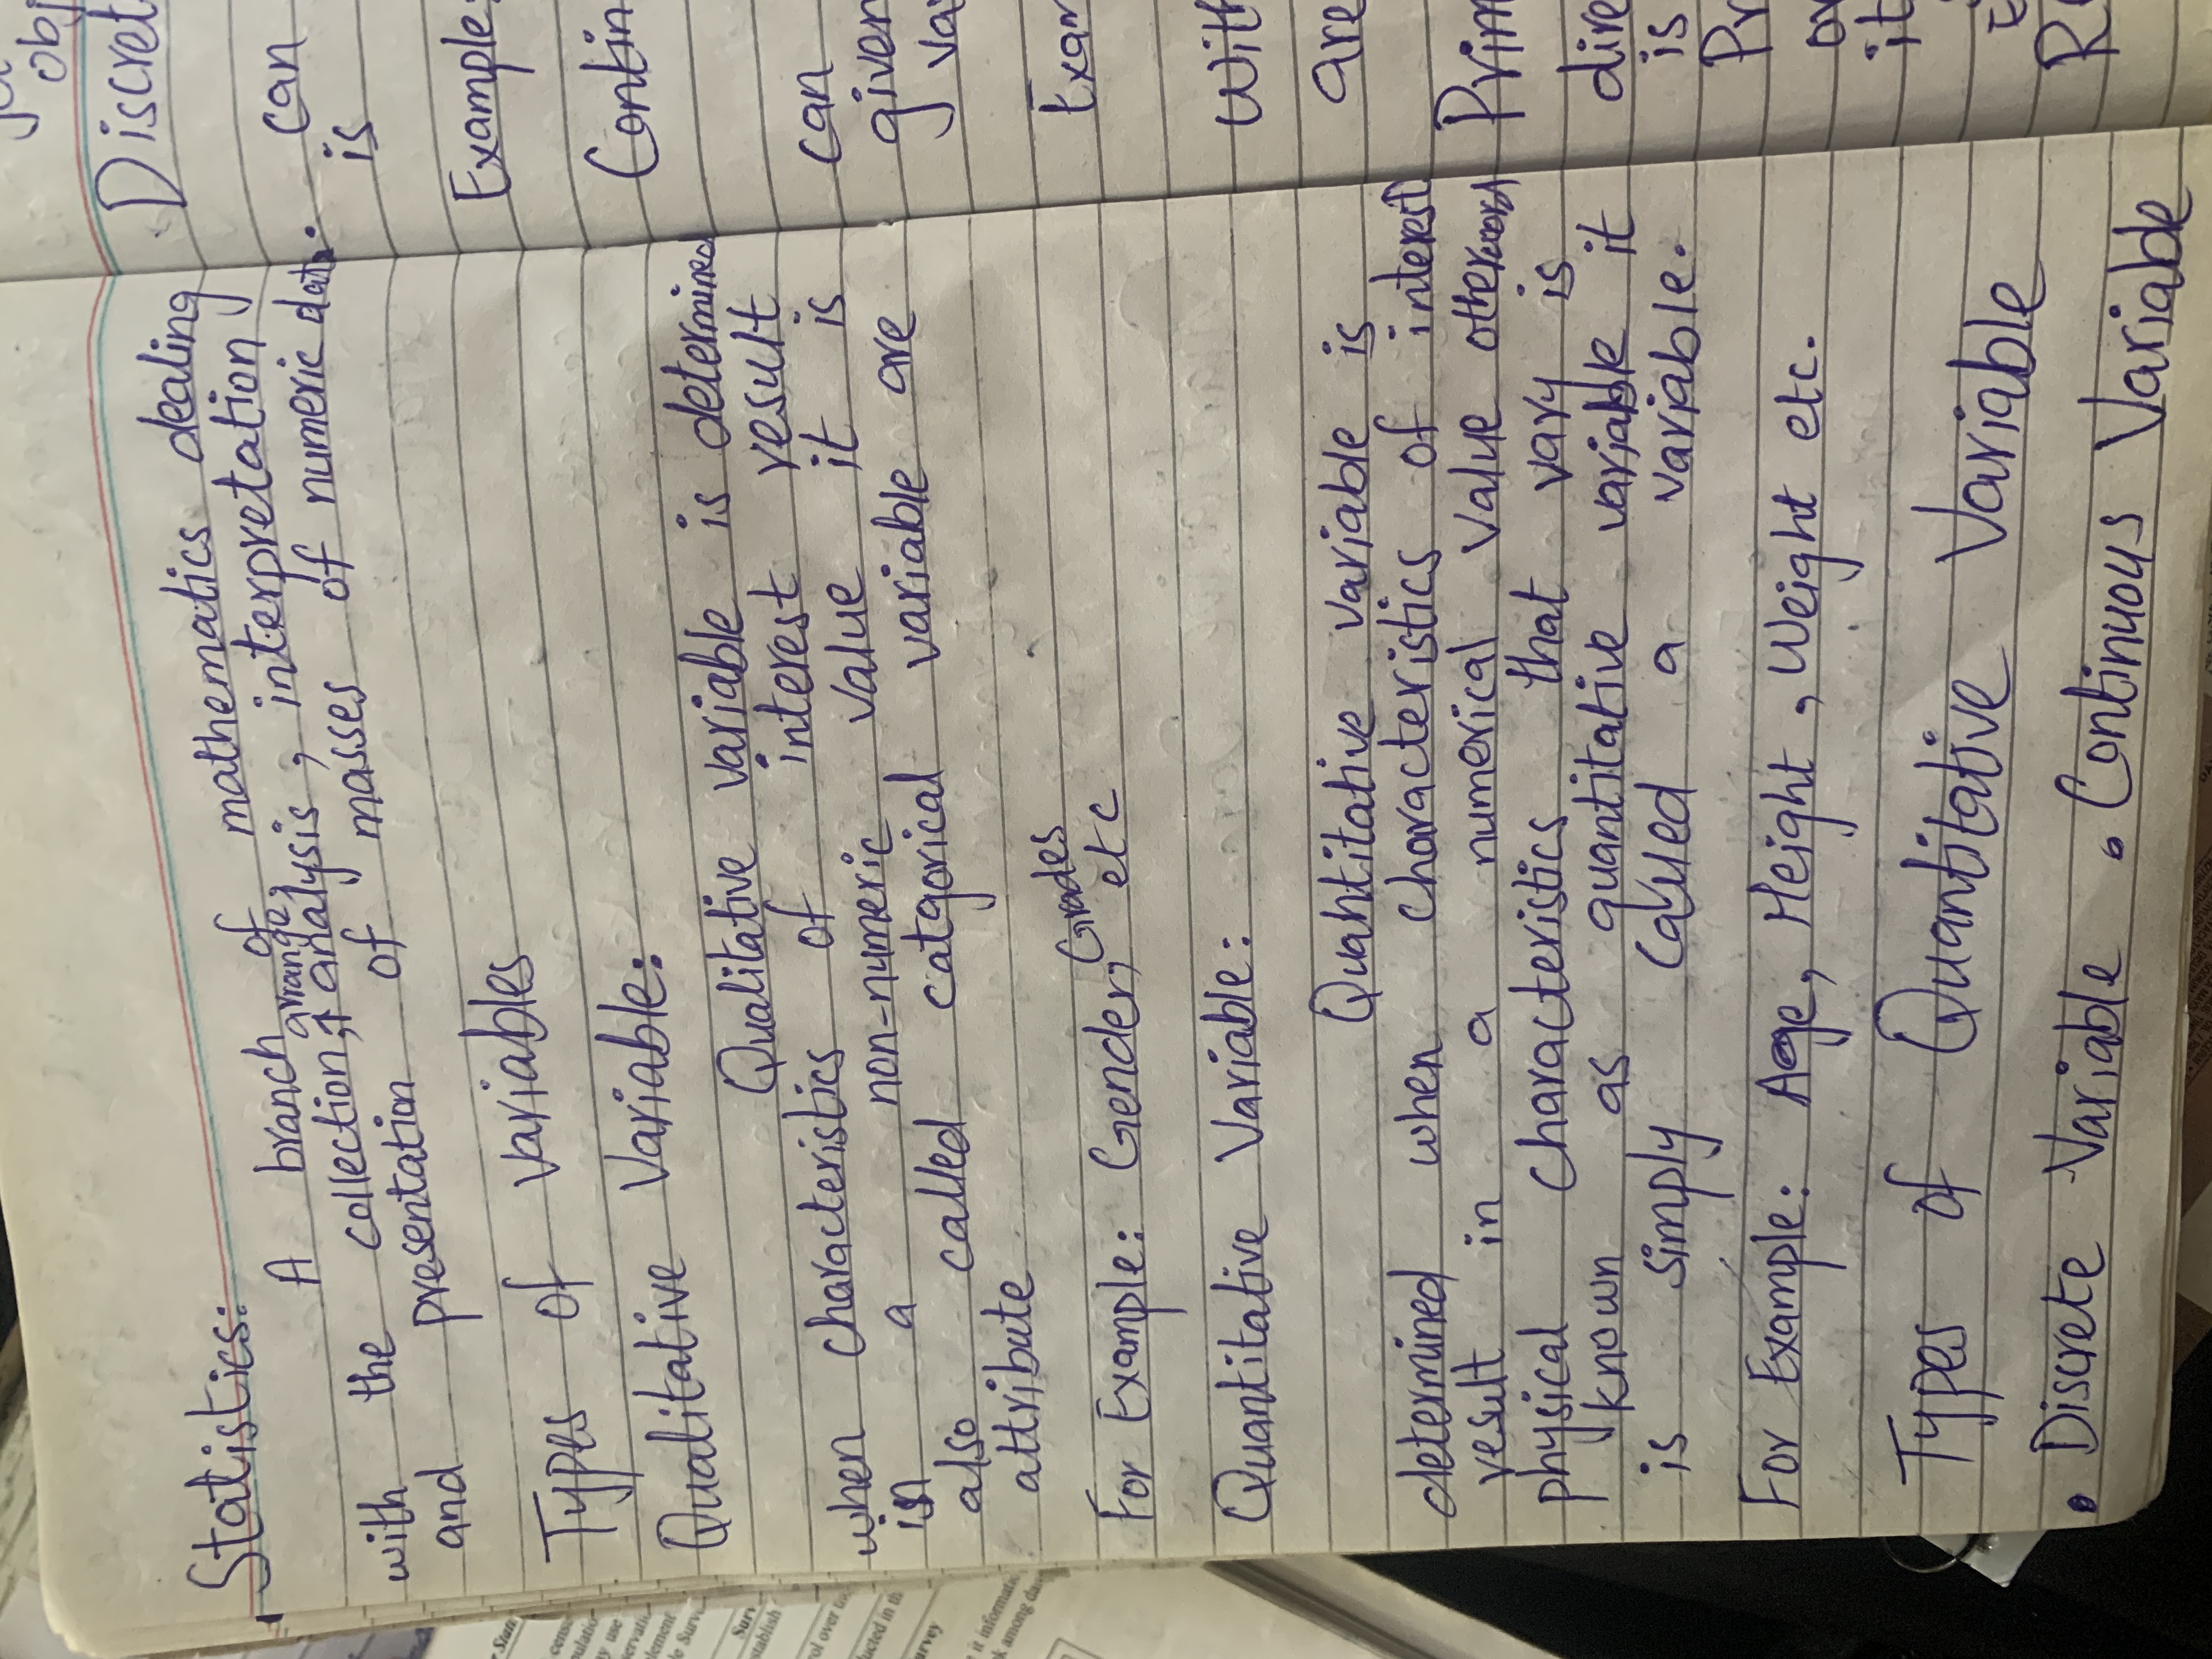 Statistics:
A branch of mathematics dealing
with the collection, arrange, analysis, interpretation
and presentation of masses of numeric data.
Types of variables
Qualitative Variable:
Qualitative variable is determined
when characteristics of interest result
in a non-numeric value it is
also called catgorical variable are
attribute
For Example: Gender, Grades etc
Quantitative Variable:
Quantitative variable is
determined when characteristics of interest
result in a numerical value otherword
physical characteristics that vary is
known as quantitative variable it
is simply called a variable.
For Example: Age, Height, Weight etc.
Types of Quantitative Variable
• Discrete Variable • Continuous Variable
obj
Discret
can
is
Example:
Contin
can
given
va
Exam
With
are
Prim
dire
is
Pr
or
it
R